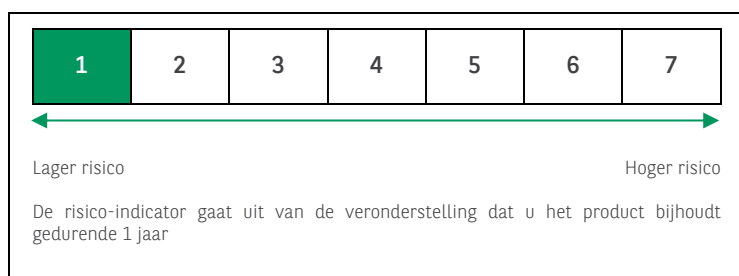 1 2 3 4 5 6 7
Lager risico Hoger risico
De risico-indicator gaat uit van de veronderstelling dat u het product bijhoudt
gedurende 1 jaar